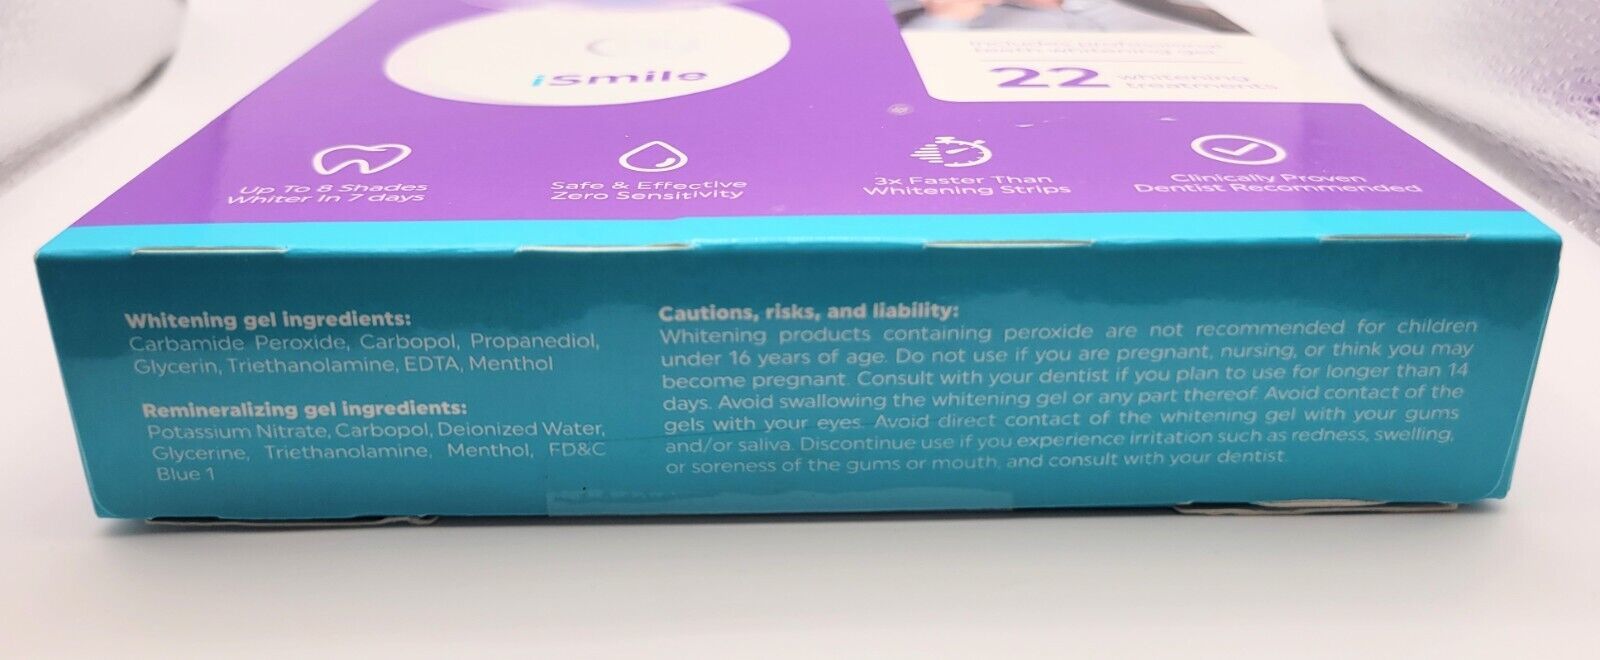 iSmile
includes professional
teeth whitening gel
22 whitening
treatments
Up To 8 Shades
Whiter In 7 days
Safe & Effective
Zero Sensitivity
3x Faster Than
Whitening Strips
Clinically Proven
Dentist Recommended
Whitening gel ingredients:
Carbamide Peroxide, Carbopol, Propanediol,
Glycerin, Triethanolamine, EDTA, Menthol
Remineralizing gel ingredients:
Potassium Nitrate, Carbopol, Deionized Water,
Glycerine, Triethanolamine, Menthol, FD&C
Blue 1
Cautions, risks, and liability:
Whitening products containing peroxide are not recommended for children
under 16 years of age. Do not use if you are pregnant, nursing, or think you may
become pregnant. Consult with your dentist if you plan to use for longer than 14
days. Avoid swallowing the whitening gel or any part thereof. Avoid contact of the
gels with your eyes. Avoid direct contact of the whitening gel with your gums
and/or saliva. Discontinue use if you experience irritation such as redness, swelling,
or soreness of the gums or mouth, and consult with your dentist.